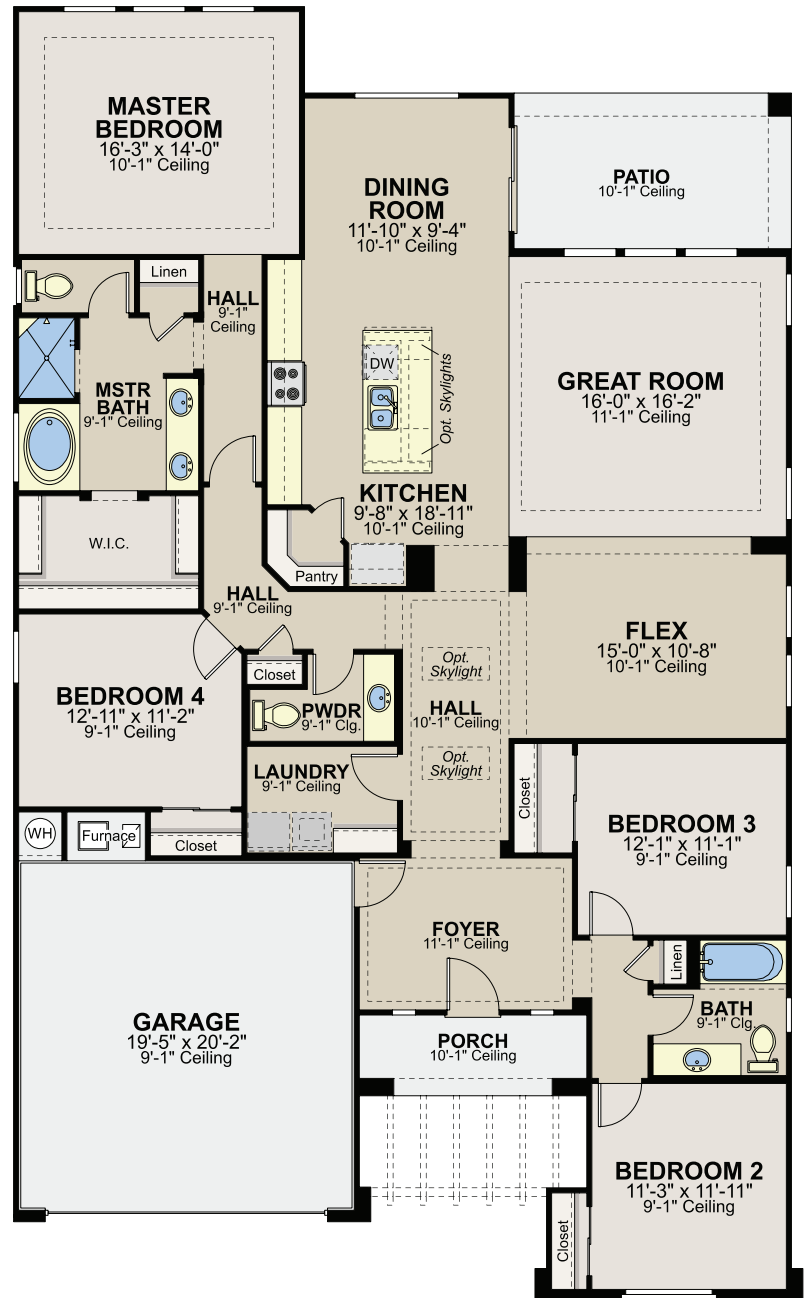 MASTER
BEDROOM
16'-3" x 14'-0"
10'-1" Ceiling
DINING
ROOM
11'-10" x 9'-4"
10'-1" Ceiling
PATIO
10'-1" Ceiling
Linen
HALL
9'-1"
Ceiling
MSTR
BATH
9'-1" Ceiling
DW
Opt. Skylights
GREAT ROOM
16'-0" x 16'-2"
11'-1" Ceiling
KITCHEN
9'-8" x 18'-11"
10'-1" Ceiling
W.I.C.
Pantry
HALL
9'-1" Ceiling
FLEX
15'-0" x 10'-8"
10'-1" Ceiling
Opt.
Skylight
Closet
BEDROOM 4
12'-11" x 11'-2"
9'-1" Ceiling
PWDR
9'-1" Clg.
HALL
10'-1" Ceiling
Opt.
Skylight
LAUNDRY
9'-1" Ceiling
Closet
BEDROOM 3
12'-1" x 11'-1"
9'-1" Ceiling
WH
Furnace
Closet
FOYER
11'-1" Ceiling
Linen
BATH
9'-1" Clg.
GARAGE
19'-5" x 20'-2"
9'-1" Ceiling
PORCH
10'-1" Ceiling
BEDROOM 2
11'-3" x 11'-11"
9'-1" Ceiling
Closet